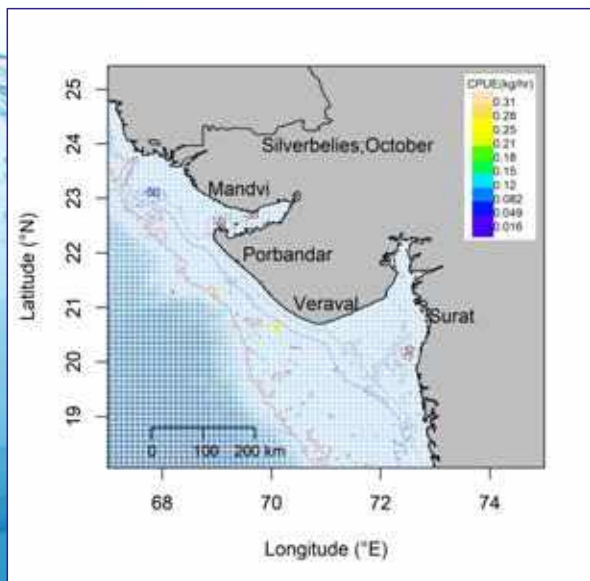 CPUE(kg/hr)
0.31
0.28
0.25
0.21
0.18
0.15
0.12
0.082
0.049
0.016
Silverbelies,October
Mandvi
Porbandar
Veraval
Surat
-50
25
24
23
22
21
20
19
Latitude (°N)
0 100 200 km
68 70 72 74
Longitude (°E)